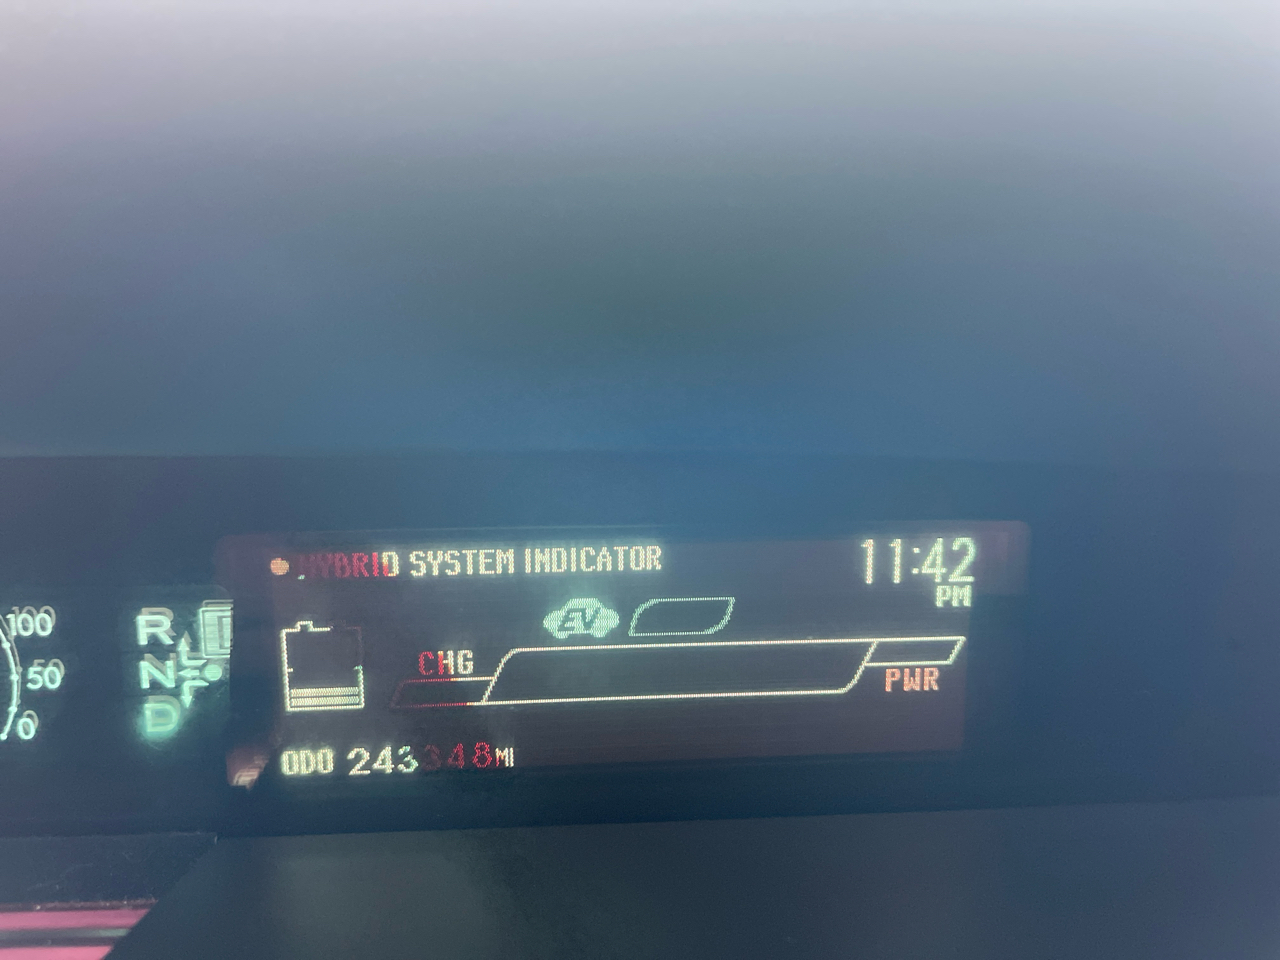 HYBRID SYSTEM INDICATOR
11:42
PM
EV
CHG
PWR
ODO 243348MI
100
50
0
R
N
D